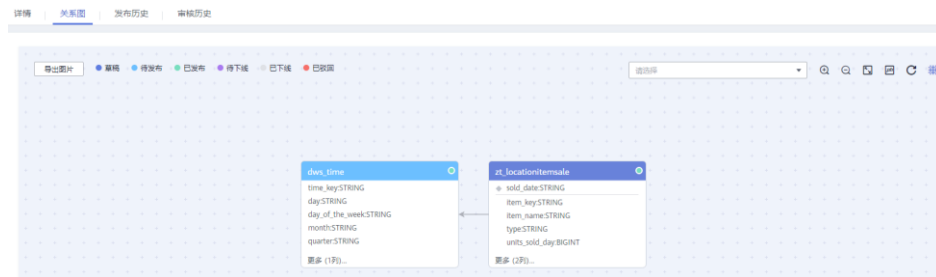 详情 关系图 发布历史 审核历史
导出图片 草稿 待发布 已发布 待下线 已下线 已驳回 请选择
dws_time
time_key:STRING
day:STRING
day_of_the_week:STRING
month:STRING
quarter:STRING
更多 (1列)...
zt_locationitemsale
sold_date:STRING
item_key:STRING
item_name:STRING
type:STRING
units_sold_day:BIGINT
更多 (2列)...